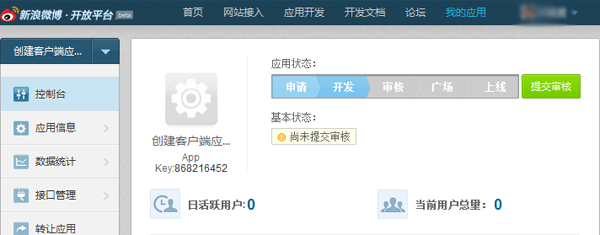 新浪微博·开放平台 beta
首页 网站接入 应用开发 开发文档 论坛 我的应用
创建客户端应...
控制台
应用信息
数据统计
接口管理
转让应用
创建客户端应...
App
Key:868216452
应用状态:
申请 开发 审核 广场 上线 提交审核
基本状态:
尚未提交审核
日活跃用户:0
当前用户总量: 0